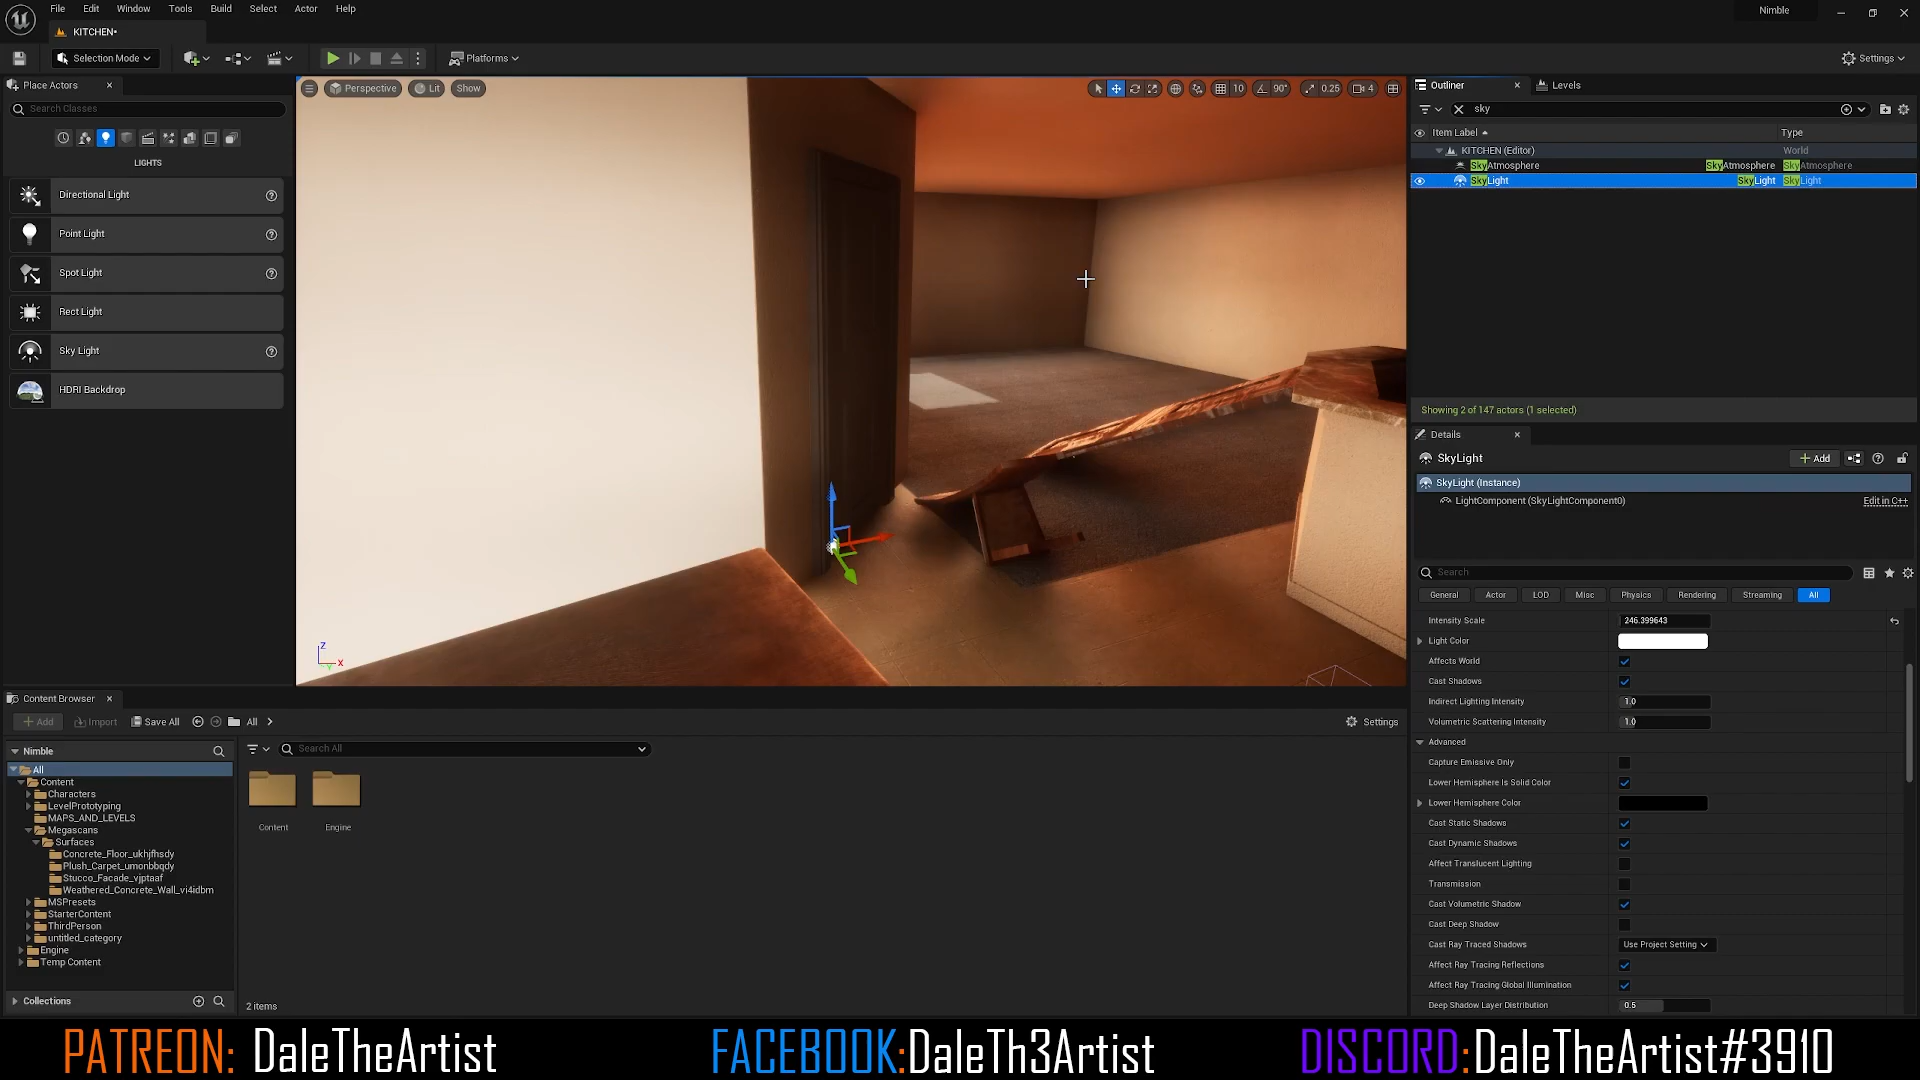 File Edit Window Tools Build Select Actor Help
Nimble
KITCHEN•
Selection Mode
Platforms
Settings
Place Actors
Search Classes
LIGHTS
Directional Light
Point Light
Spot Light
Rect Light
Sky Light
HDRI Backdrop
Perspective Lit Show
10 90° 0.25 4
Z
X
Y
Outliner Levels
sky
Item Label Type
KITCHEN (Editor) World
SkyAtmosphere SkyAtmosphere SkyAtmosphere
SkyLight SkyLight SkyLight
Showing 2 of 147 actors (1 selected)
Details
SkyLight
+ Add
SkyLight (Instance)
LightComponent (SkyLightComponent0) Edit in C++
Search
General Actor LOD Misc Physics Rendering Streaming All
Intensity Scale 246.399643
Light Color
Affects World
Cast Shadows
Indirect Lighting Intensity 1.0
Volumetric Scattering Intensity 1.0
Advanced
Capture Emissive Only
Lower Hemisphere Is Solid Color
Lower Hemisphere Color
Cast Static Shadows
Cast Dynamic Shadows
Affect Translucent Lighting
Transmission
Cast Volumetric Shadow
Cast Deep Shadow
Cast Ray Traced Shadows Use Project Setting
Affect Ray Tracing Reflections
Affect Ray Tracing Global Illumination
Deep Shadow Layer Distribution 0.5
Content Browser
+ Add Import Save All All Settings
Nimble
Search All
All
Content
Characters
LevelPrototyping
MAPS_AND_LEVELS
Megascans
Surfaces
Concrete_Floor_ukhjfhsdy
Plush_Carpet_umonbbqdy
Stucco_Facade_vjptaaf
Weathered_Concrete_Wall_vi4idbm
MSPresets
StarterContent
ThirdPerson
untitled_category
Engine
Temp Content
Content Engine
Collections
2 items
PATREON: DaleTheArtist FACEBOOK:DaleTh3Artist DISCORD:DaleTheArtist#3910